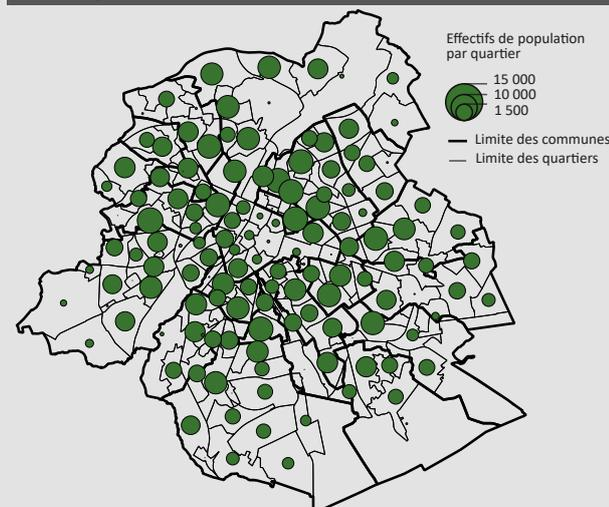 Effectifs de population
par quartier
15 000
10 000
1 500
Limite des communes
Limite des quartiers